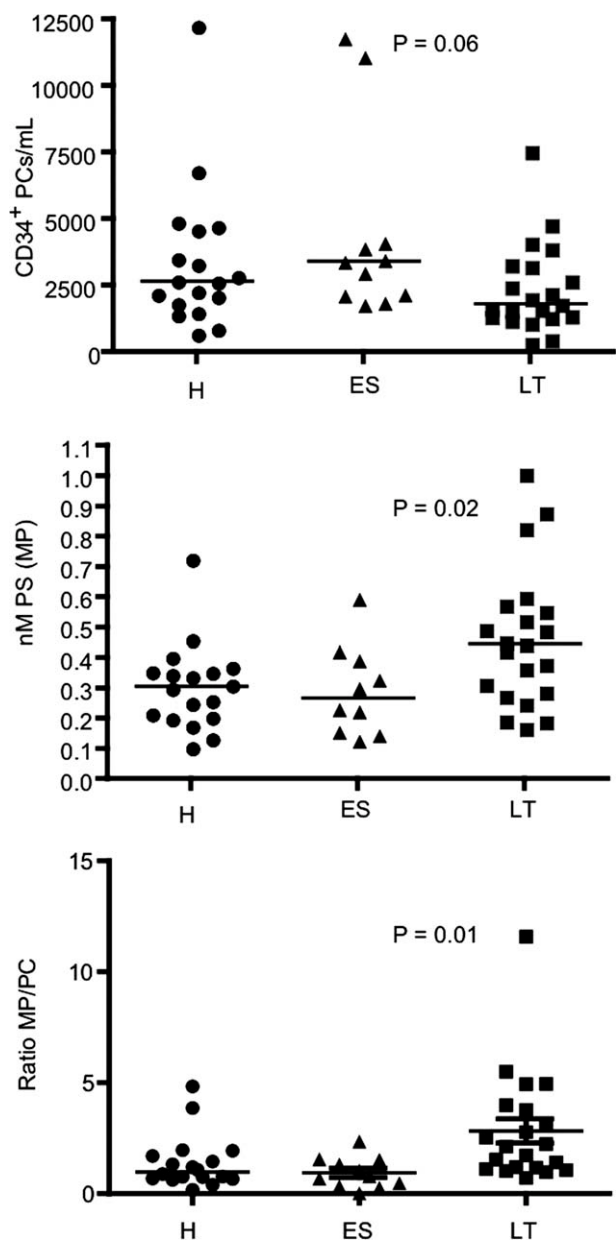 12500
P = 0.06
10000
7500
5000
2500
0
CD34+ PCs/mL
H ES LT
1.1
1.0
P = 0.02
0.9
0.8
0.7
0.6
0.5
0.4
0.3
0.2
0.1
0.0
nM PS (MP)
H ES LT
15
P = 0.01
10
5
0
Ratio MP/PC
H ES LT